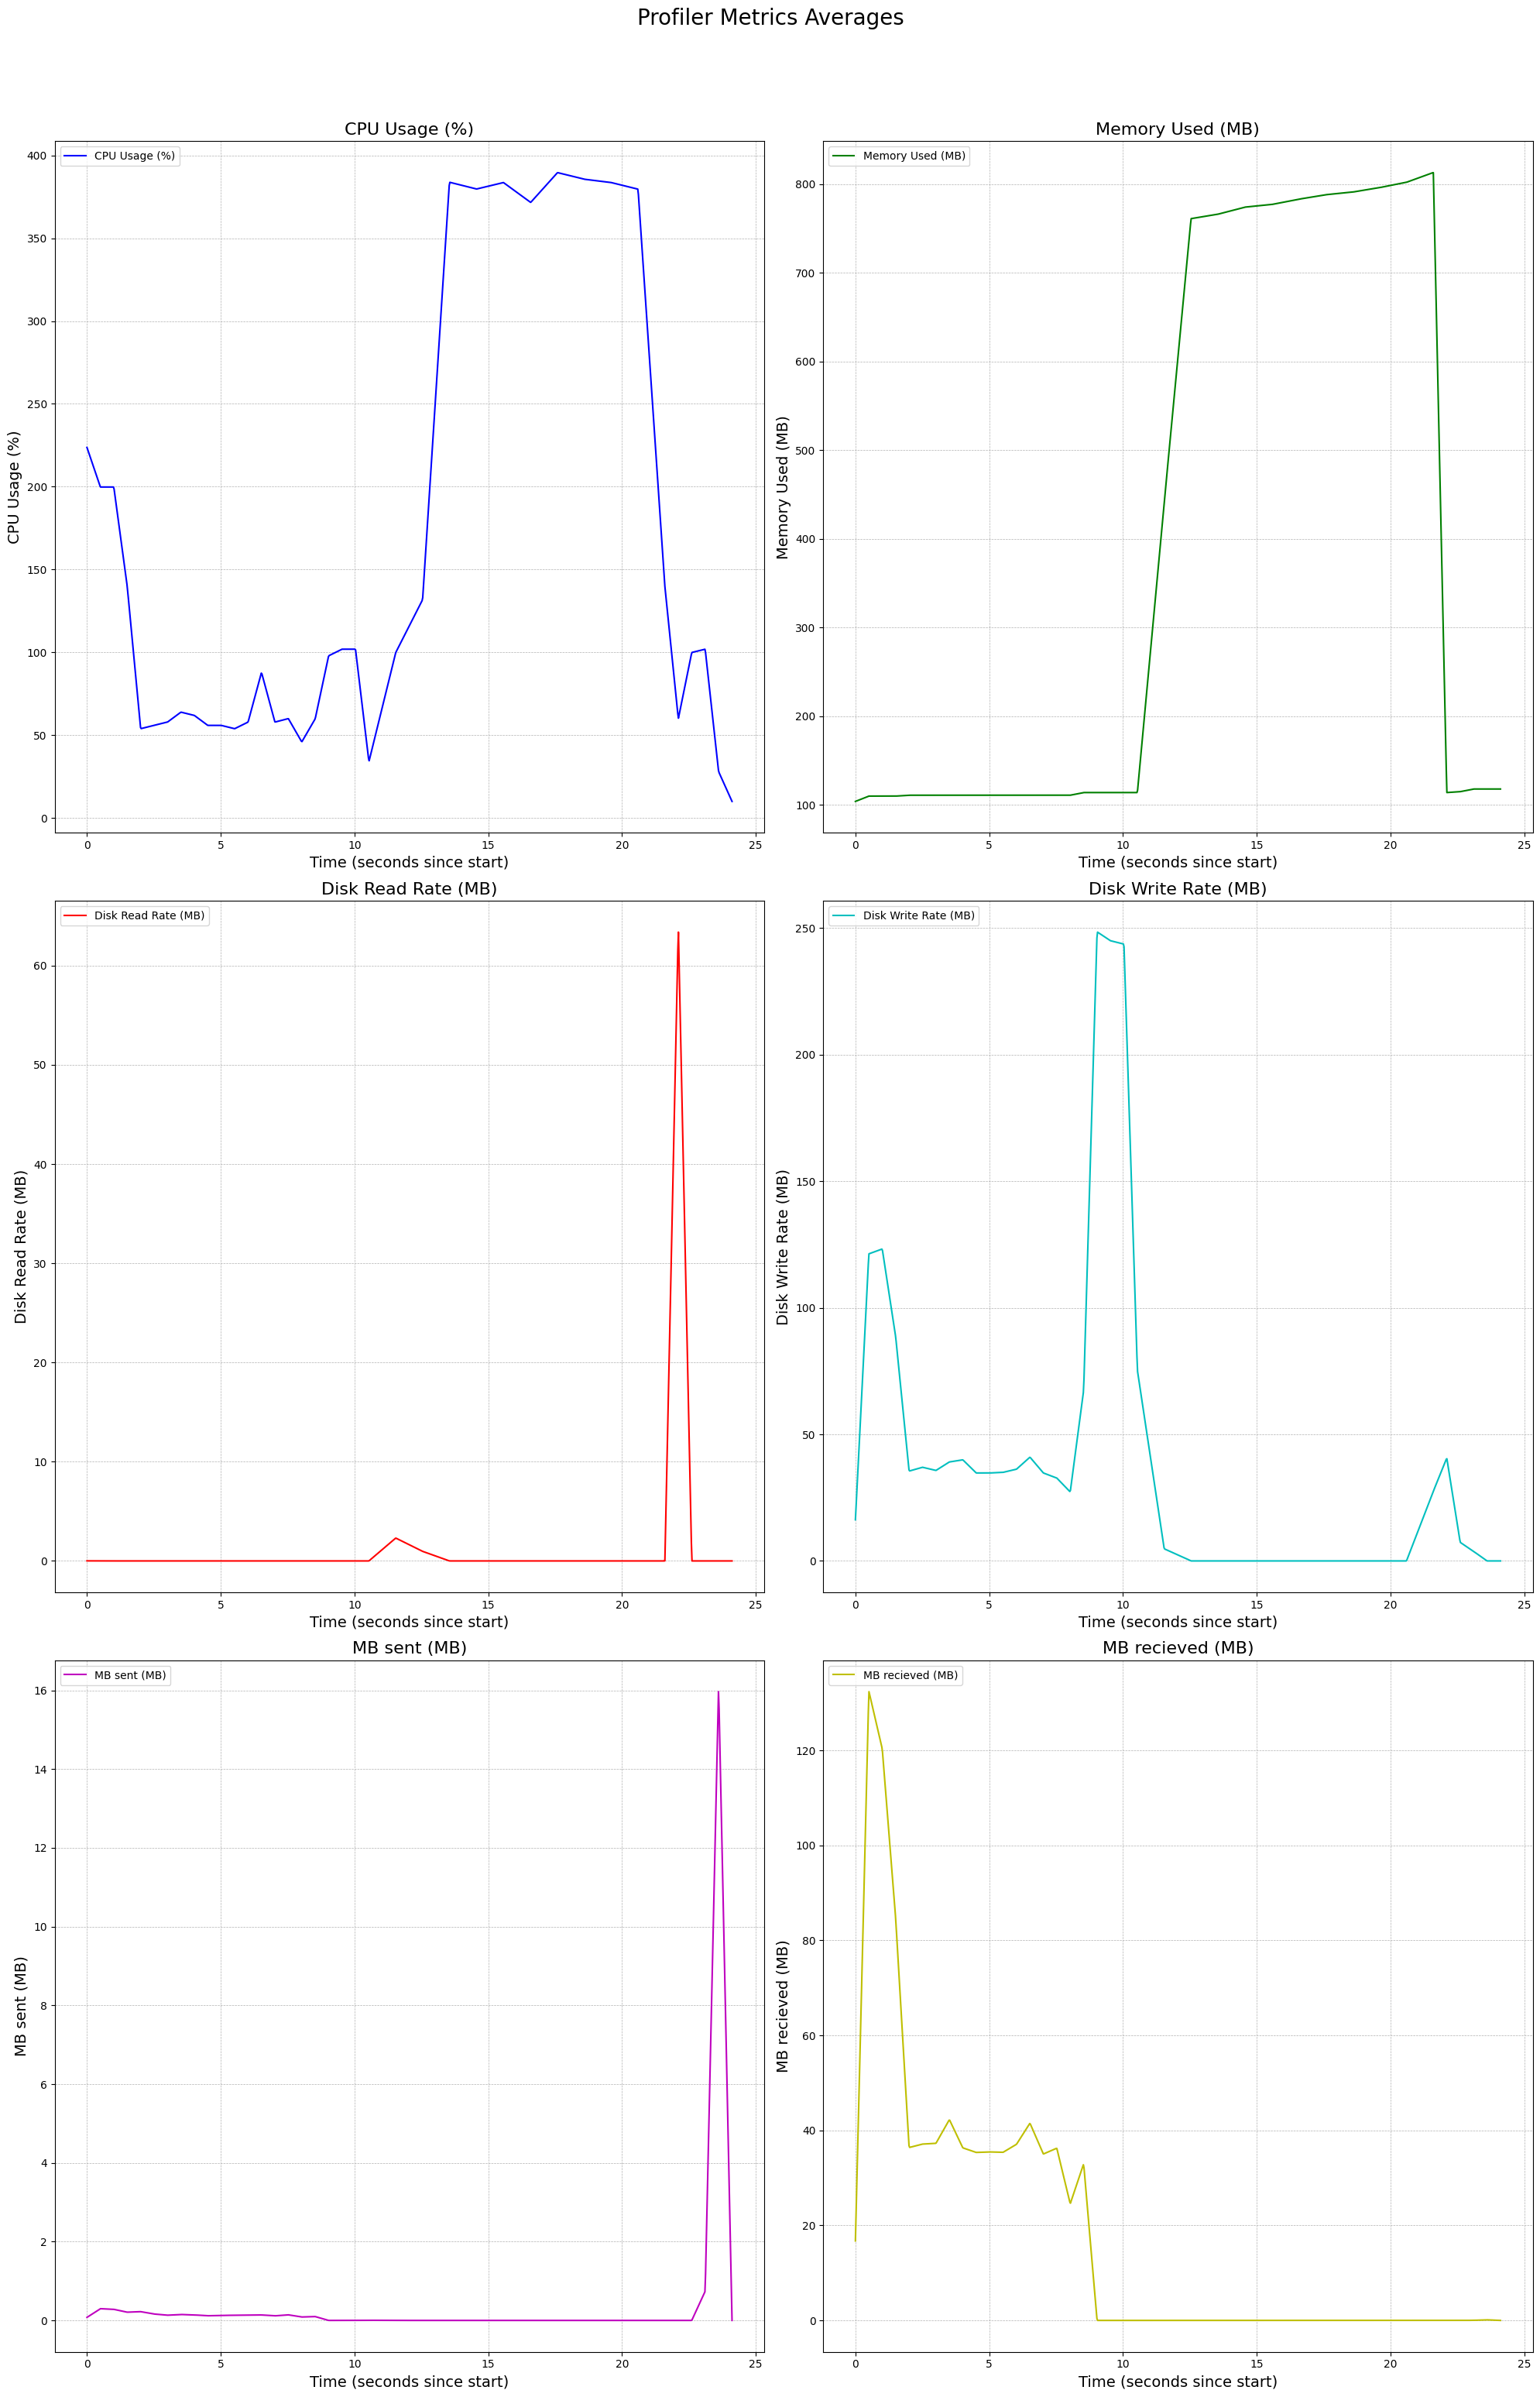 Profiler Metrics Averages
CPU Usage (%)
CPU Usage (%)
CPU Usage (%)
400
350
300
250
200
150
100
50
0
0 5 10 15 20 25
Time (seconds since start)
Memory Used (MB)
Memory Used (MB)
Memory Used (MB)
800
700
600
500
400
300
200
100
0 5 10 15 20 25
Time (seconds since start)
Disk Read Rate (MB)
Disk Read Rate (MB)
Disk Read Rate (MB)
60
50
40
30
20
10
0
0 5 10 15 20 25
Time (seconds since start)
Disk Write Rate (MB)
Disk Write Rate (MB)
Disk Write Rate (MB)
250
200
150
100
50
0
0 5 10 15 20 25
Time (seconds since start)
MB sent (MB)
MB sent (MB)
MB sent (MB)
16
14
12
10
8
6
4
2
0
0 5 10 15 20 25
Time (seconds since start)
MB recieved (MB)
MB recieved (MB)
MB recieved (MB)
120
100
80
60
40
20
0
0 5 10 15 20 25
Time (seconds since start)